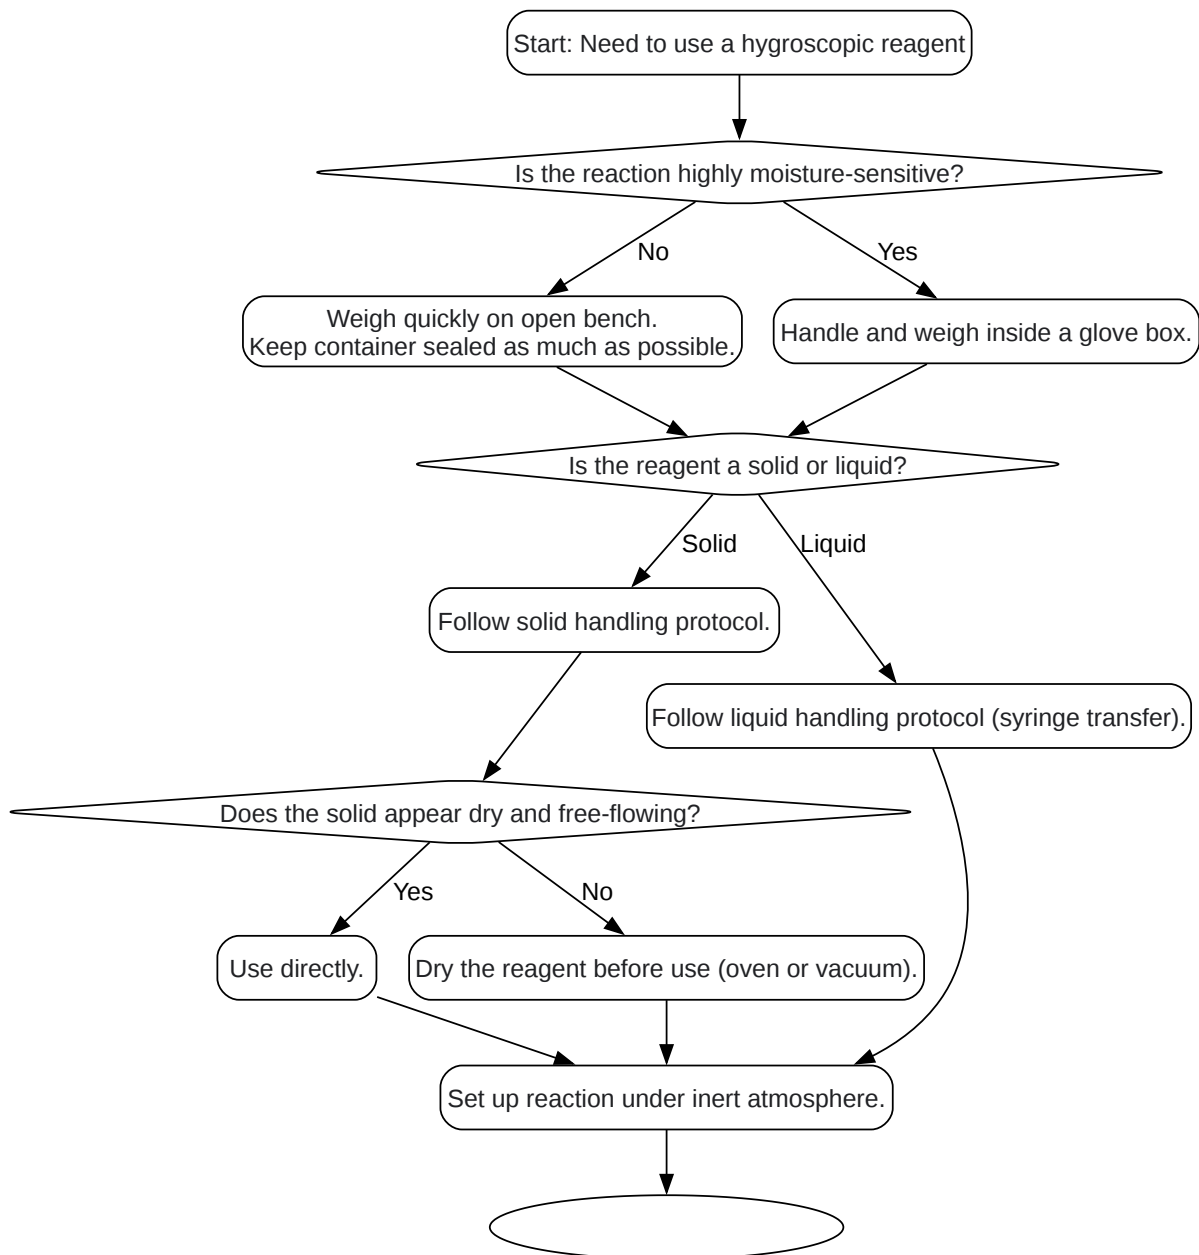 Start: Need to use a hygroscopic reagent
Is the reaction highly moisture-sensitive?
No
Yes
Weigh quickly on open bench.
Keep container sealed as much as possible.
Handle and weigh inside a glove box.
Is the reagent a solid or liquid?
Solid
Liquid
Follow solid handling protocol.
Follow liquid handling protocol (syringe transfer).
Does the solid appear dry and free-flowing?
Yes
No
Use directly.
Dry the reagent before use (oven or vacuum).
Set up reaction under inert atmosphere.